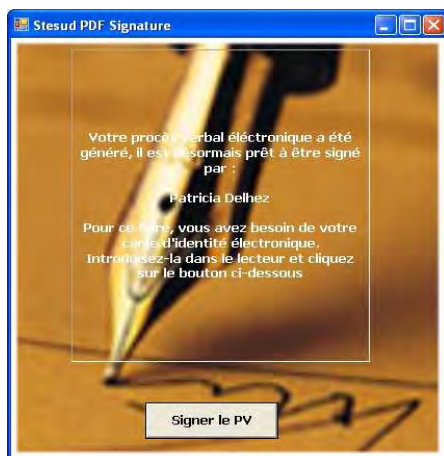 Stesud PDF Signature
Votre procès verbal éléctronique a été
généré, il est désormais prêt à être signé
par :
Patricia Delhez
Pour ce faire, vous avez besoin de votre
carte d'identité électronique.
Introduisez-la dans le lecteur et cliquez
sur le bouton ci-dessous
Signer le PV